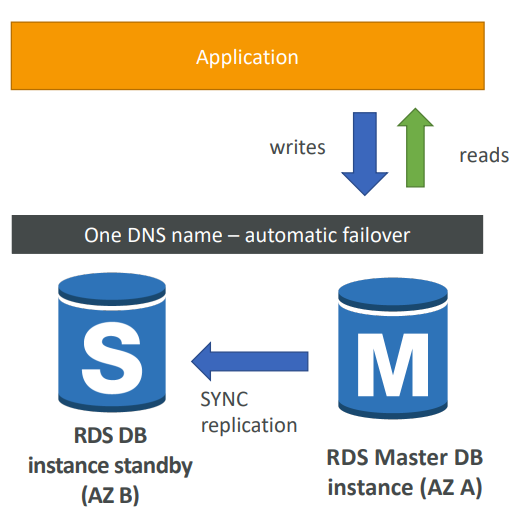 Application
writes
reads
One DNS name – automatic failover
S
M
SYNC
replication
RDS DB
instance standby
(AZ B)
RDS Master DB
instance (AZ A)